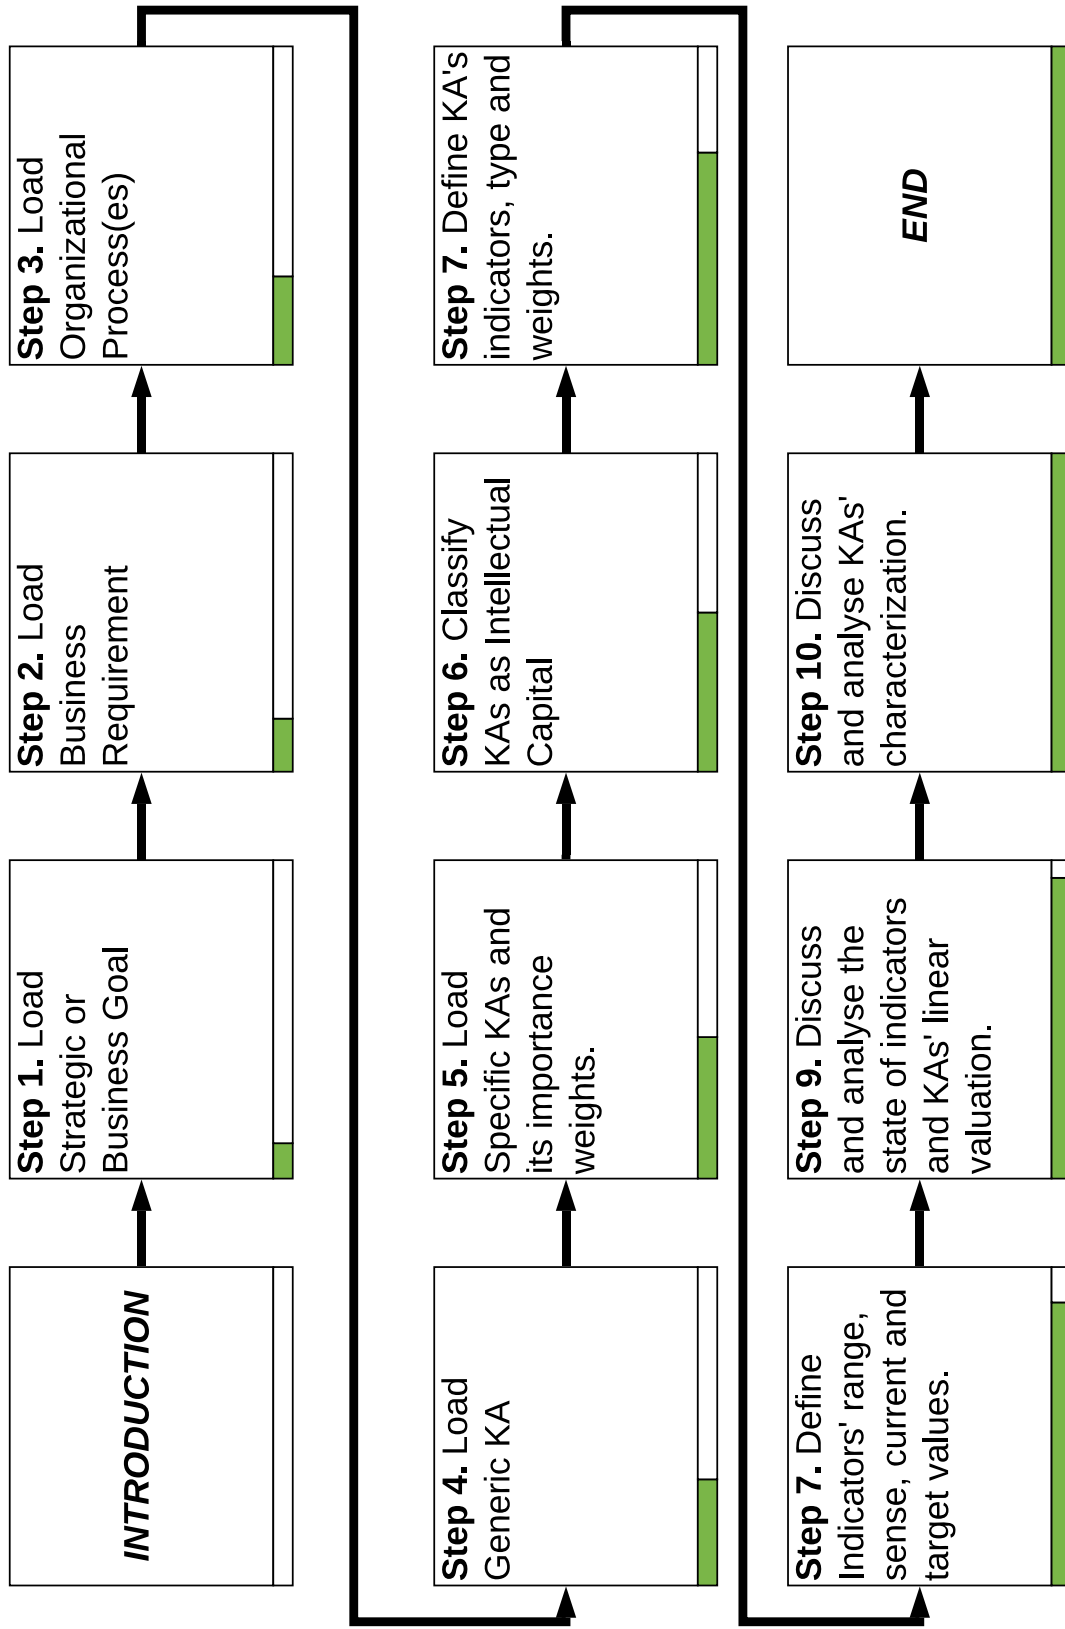 INTRODUCTION
Step 1. Load
Strategic or
Business Goal
Step 2. Load
Business
Requirement
Step 3. Load
Organizational
Process(es)
Step 4. Load
Generic KA
Step 5. Load
Specific KAs and
its importance
weights.
Step 6. Classify
KAs as Intellectual
Capital
Step 7. Define KA's
indicators, type and
weights.
Step 7. Define
Indicators' range,
sense, current and
target values.
Step 9. Discuss
and analyse the
state of indicators
and KAs' linear
valuation.
Step 10. Discuss
and analyse KAs'
characterization.
END